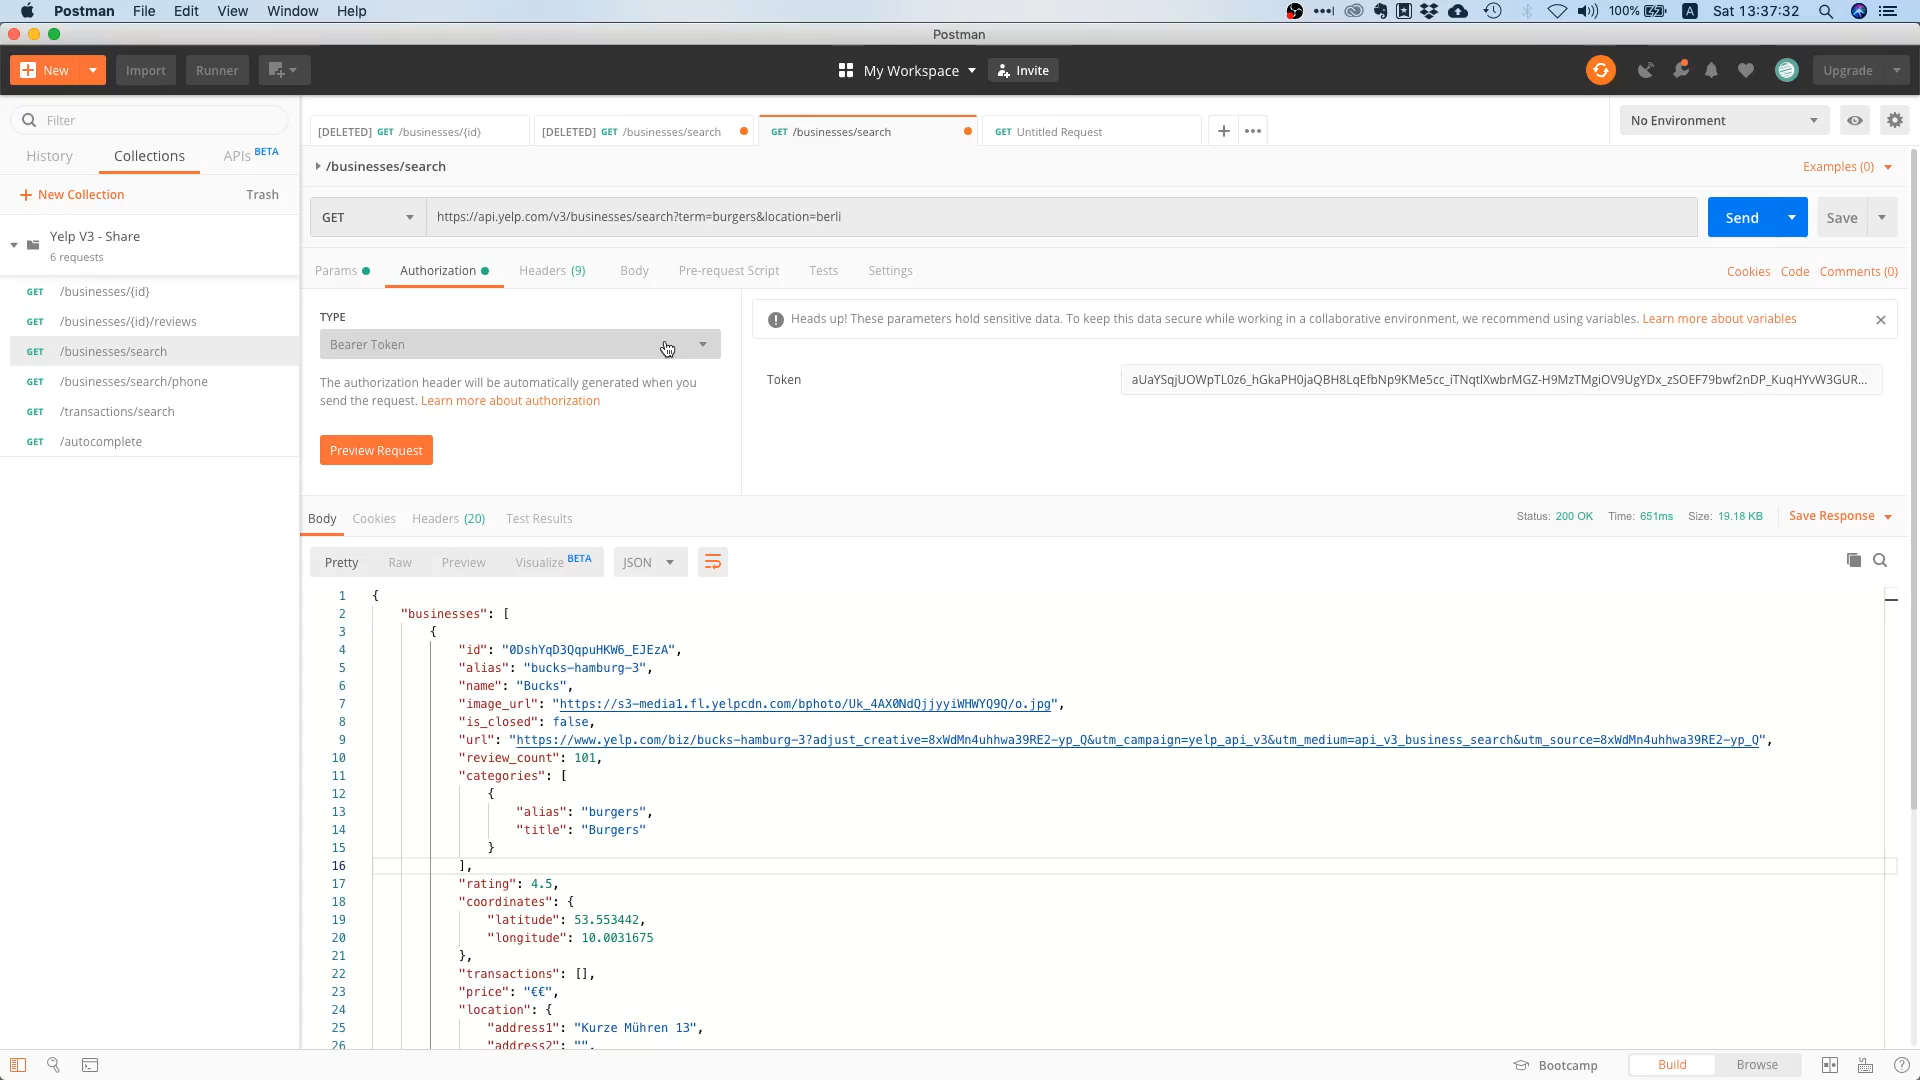 Postman File Edit View Window Help
100% A Sat 13:37:32
Postman
New Import Runner
My Workspace Invite
Upgrade
Filter
History Collections APIs BETA
New Collection Trash
Yelp V3 - Share
6 requests
GET /businesses/{id}
GET /businesses/{id}/reviews
GET /businesses/search
GET /businesses/search/phone
GET /transactions/search
GET /autocomplete
[DELETED] GET /businesses/{id}
[DELETED] GET /businesses/search
GET /businesses/search
GET Untitled Request
No Environment
/businesses/search
Examples (0)
GET https://api.yelp.com/v3/businesses/search?term=burgers&location=berli
Send Save
Params Authorization Headers (9) Body Pre-request Script Tests Settings
Cookies Code Comments (0)
TYPE
Bearer Token
The authorization header will be automatically generated when you
send the request. Learn more about authorization
Preview Request
Heads up! These parameters hold sensitive data. To keep this data secure while working in a collaborative environment, we recommend using variables. Learn more about variables
Token aUaYSqjUOWpTL0z6_hGkaPH0jaQBH8LqEfbNp9KMe5cc_iTNqtlXwbrMGZ-H9MzTMgiOV9UgYDx_zSOEF79bwf2nDP_KuqHYvW3GUR...
Body Cookies Headers (20) Test Results
Status: 200 OK Time: 651ms Size: 19.18 KB Save Response
Pretty Raw Preview Visualize BETA JSON
1 {
2 "businesses": [
3 {
4 "id": "0DshYqD3QqpuHKW6_EJEzA",
5 "alias": "bucks-hamburg-3",
6 "name": "Bucks",
7 "image_url": "https://s3-media1.fl.yelpcdn.com/bphoto/Uk_4AX0NdQjjyyiWHWYQ9Q/o.jpg",
8 "is_closed": false,
9 "url": "https://www.yelp.com/biz/bucks-hamburg-3?adjust_creative=8xWdMn4uhhwa39RE2-yp_Q&utm_campaign=yelp_api_v3&utm_medium=api_v3_business_search&utm_source=8xWdMn4uhhwa39RE2-yp_Q",
10 "review_count": 101,
11 "categories": [
12 {
13 "alias": "burgers",
14 "title": "Burgers"
15 }
16 ],
17 "rating": 4.5,
18 "coordinates": {
19 "latitude": 53.553442,
20 "longitude": 10.0031675
21 },
22 "transactions": [],
23 "price": "€€",
24 "location": {
25 "address1": "Kurze Mühren 13",
26 "address2": "",
Bootcamp Build Browse